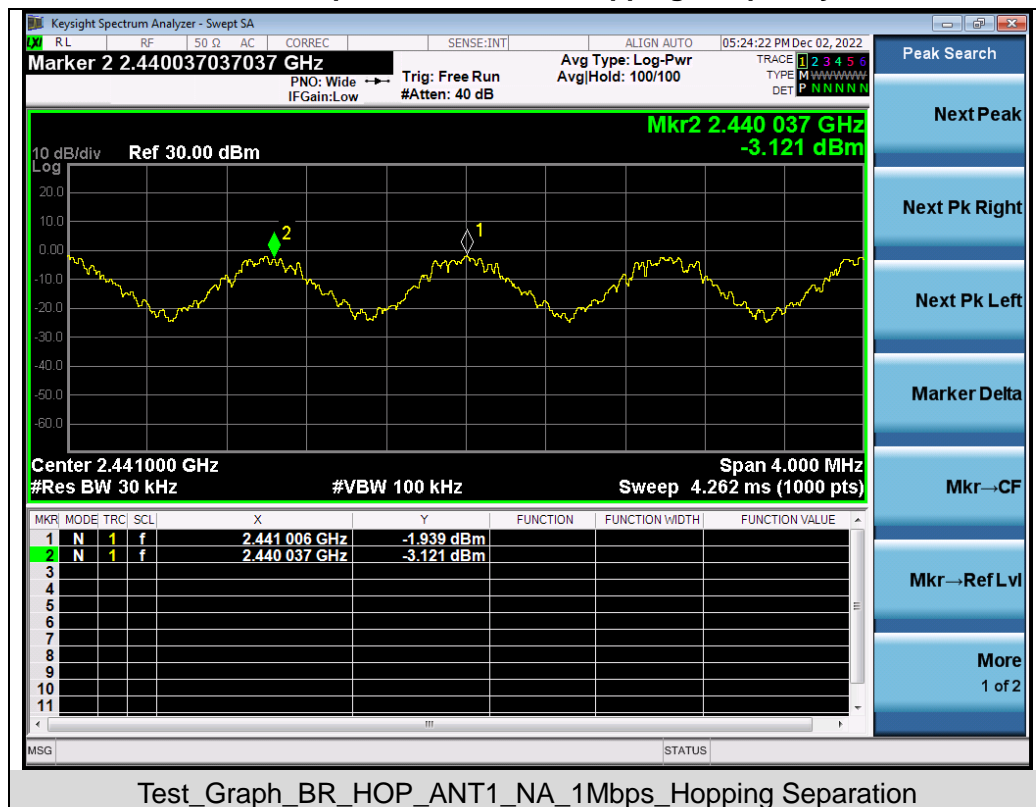 Keysight Spectrum Analyzer - Swept SA
LXI RL RF 50 Ω AC CORREC SENSE:INT ALIGN AUTO 05:24:22 PM Dec 02, 2022
Marker 2 2.440037037037 GHz
PNO: Wide
IFGain:Low
Trig: Free Run
#Atten: 40 dB
Avg Type: Log-Pwr
Avg|Hold: 100/100
TRACE 1 2 3 4 5 6
TYPE M WWWWW
DET P N N N N N
Peak Search
Next Peak
Next Pk Right
Next Pk Left
Marker Delta
Mkr→CF
Mkr→Ref Lvl
More
1 of 2
Mkr2 2.440 037 GHz
-3.121 dBm
10 dB/div Ref 30.00 dBm
Log
20.0
10.0
0.00
-10.0
-20.0
-30.0
-40.0
-50.0
-60.0
2
1
Center 2.441000 GHz Span 4.000 MHz
#Res BW 30 kHz #VBW 100 kHz Sweep 4.262 ms (1000 pts)
MKR MODE TRC SCL X Y FUNCTION FUNCTION WIDTH FUNCTION VALUE
1 N 1 f 2.441 006 GHz -1.939 dBm
2 N 1 f 2.440 037 GHz -3.121 dBm
3
4
5
6
7
8
9
10
11
MSG STATUS
Test_Graph_BR_HOP_ANT1_NA_1Mbps_Hopping Separation